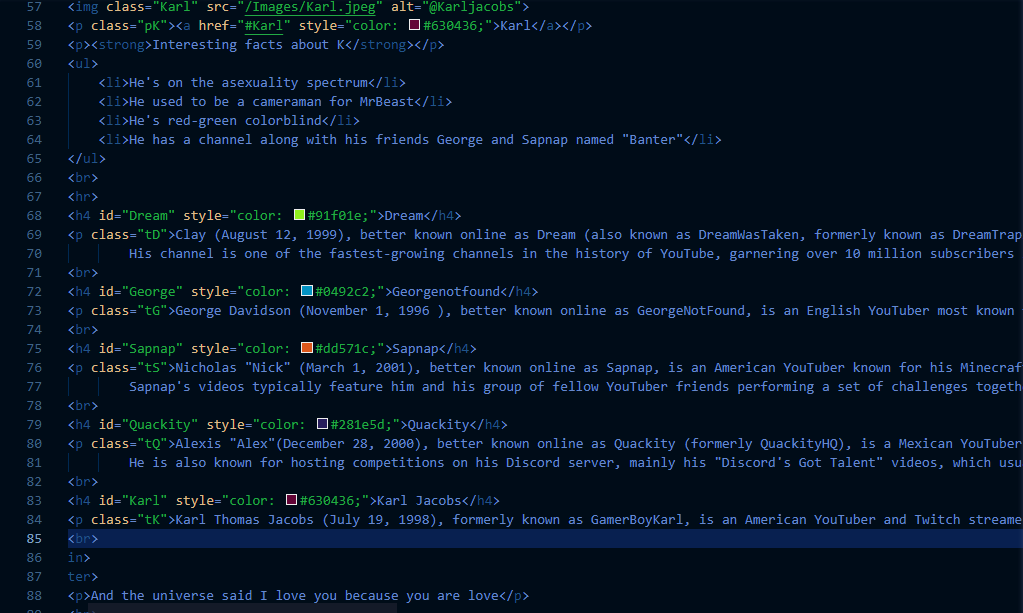 57 <img class="Karl" src="/Images/Karl.jpeg" alt="@Karljacobs">
58 <p class="pK"><a href="#Karl" style="color: #630436;">Karl</a></p>
59 <p><strong>Interesting facts about K</strong></p>
60 <ul>
61 <li>He's on the asexuality spectrum</li>
62 <li>He used to be a cameraman for MrBeast</li>
63 <li>He's red-green colorblind</li>
64 <li>He has a channel along with his friends George and Sapnap named "Banter"</li>
65 </ul>
66 <br>
67 <hr>
68 <h4 id="Dream" style="color: #91f01e;">Dream</h4>
69 <p class="tD">Clay (August 12, 1999), better known online as Dream (also known as DreamWasTaken, formerly known as DreamTrap
70 His channel is one of the fastest-growing channels in the history of YouTube, garnering over 10 million subscribers
71 <br>
72 <h4 id="George" style="color: #0492c2;">Georgenotfound</h4>
73 <p class="tG">George Davidson (November 1, 1996 ), better known online as GeorgeNotFound, is an English YouTuber most known
74 <br>
75 <h4 id="Sapnap" style="color: #dd571c;">Sapnap</h4>
76 <p class="tS">Nicholas "Nick" (March 1, 2001), better known online as Sapnap, is an American YouTuber known for his Minecraf
77 Sapnap's videos typically feature him and his group of fellow YouTuber friends performing a set of challenges togeth
78 <br>
79 <h4 id="Quackity" style="color: #281e5d;">Quackity</h4>
80 <p class="tQ">Alexis "Alex"(December 28, 2000), better known online as Quackity (formerly QuackityHQ), is a Mexican YouTuber
81 He is also known for hosting competitions on his Discord server, mainly his "Discord's Got Talent" videos, which usu
82 <br>
83 <h4 id="Karl" style="color: #630436;">Karl Jacobs</h4>
84 <p class="tK">Karl Thomas Jacobs (July 19, 1998), formerly known as GamerBoyKarl, is an American YouTuber and Twitch streame
85 <br>
86 in>
87 ter>
88 <p>And the universe said I love you because you are love</p>